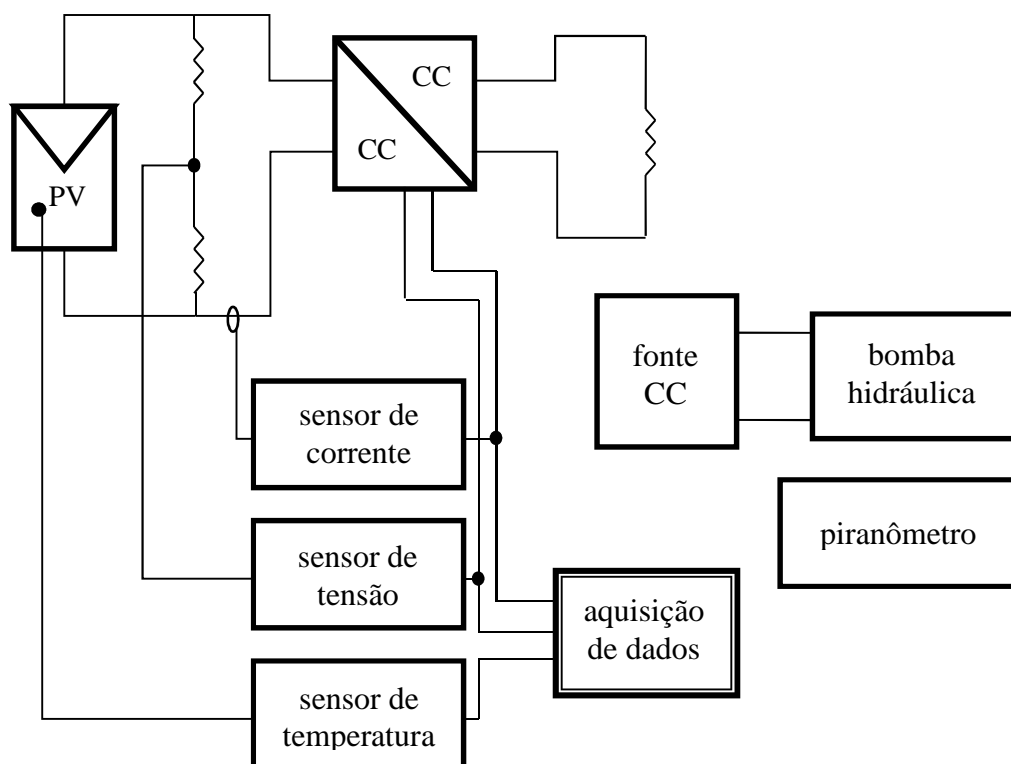 CC
CC
PV
fonte
CC
bomba
hidráulica
sensor de
corrente
piranômetro
sensor de
tensão
aquisição
de dados
sensor de
temperatura